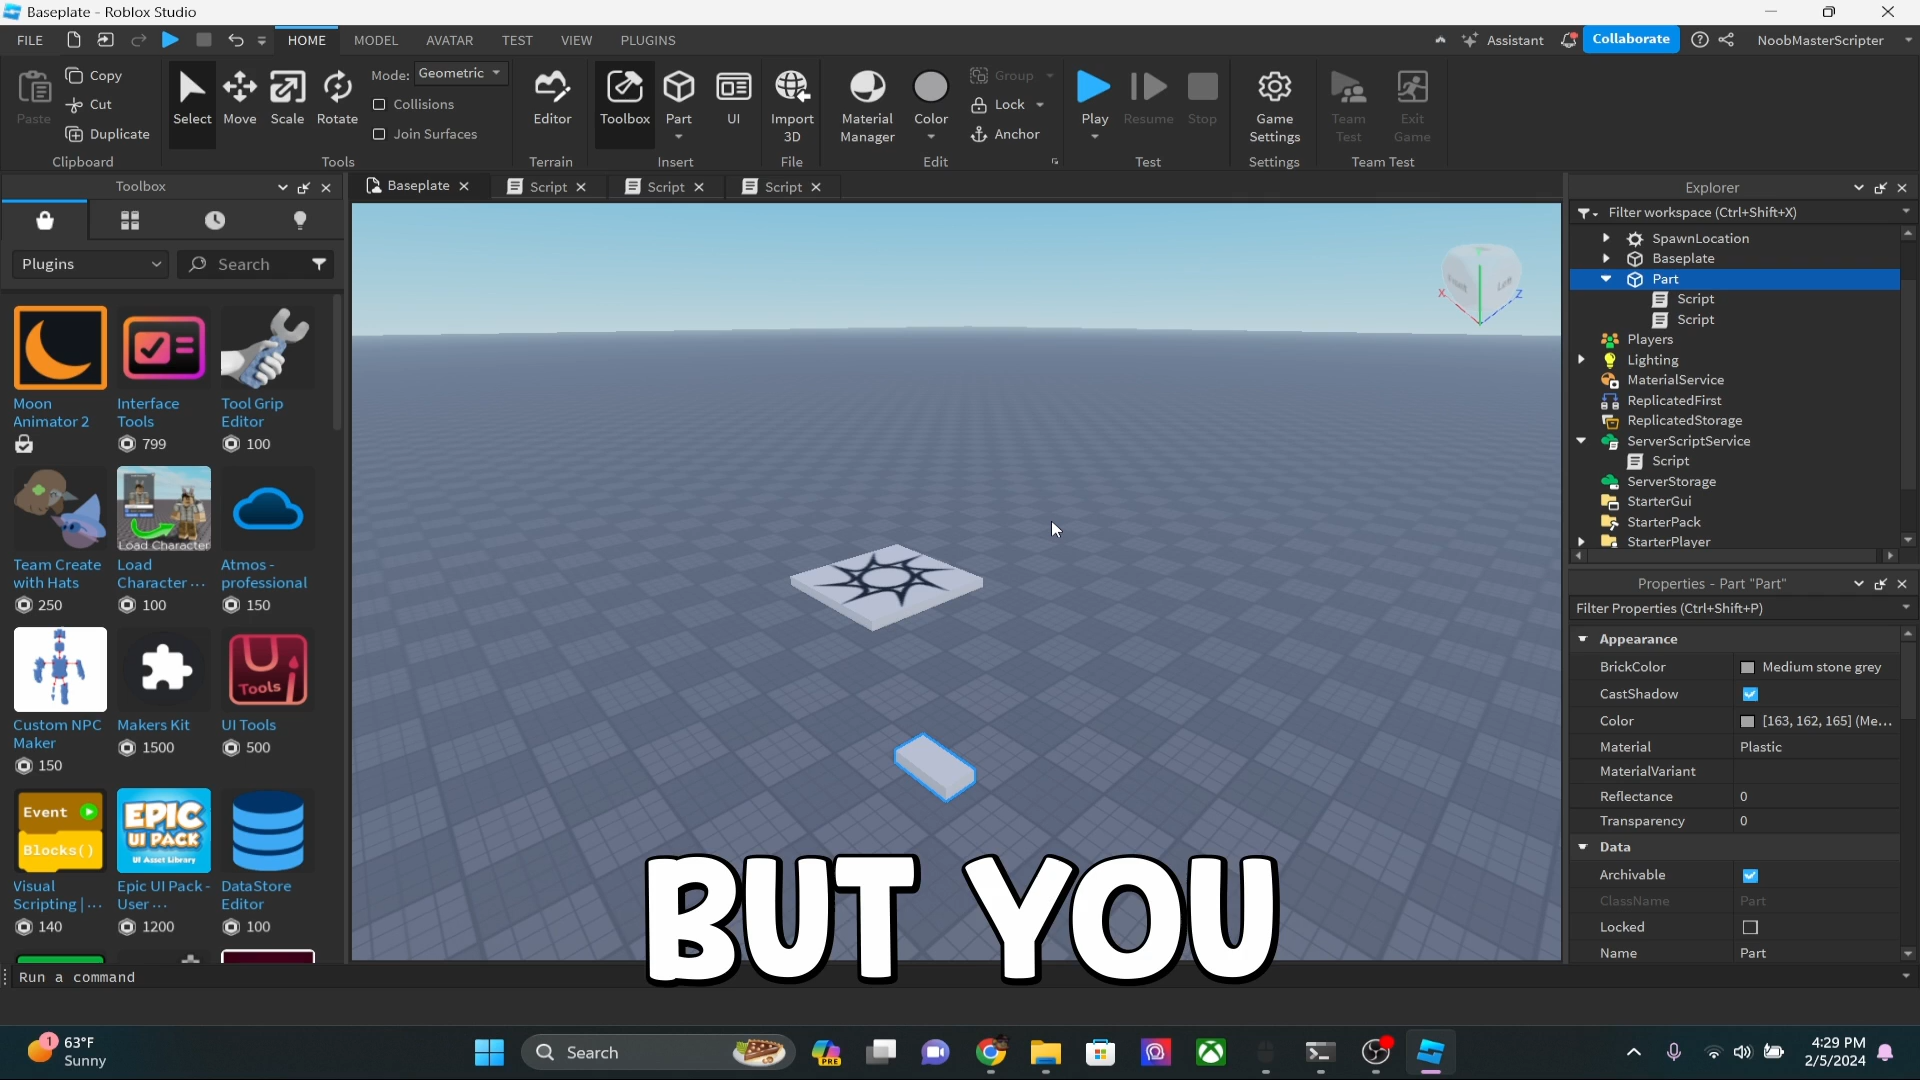 Baseplate - Roblox Studio
FILE HOME MODEL AVATAR TEST VIEW PLUGINS Assistant Collaborate NoobMasterScripter
Paste Copy Cut Duplicate
Clipboard
Select Move Scale Rotate
Mode: Geometric
Collisions
Join Surfaces
Tools
Editor
Terrain
Toolbox Part UI
Insert
Import 3D
File
Material Manager
Color
Group
Lock
Anchor
Edit
Play Resume Stop
Test
Game Settings
Settings
Team Test
Exit Game
Team Test
Toolbox
Plugins
Search
Moon Animator 2
Interface Tools
799
Tool Grip Editor
100
Team Create with Hats
250
Load Character
Load Character ...
100
Atmos - professional
150
Custom NPC Maker
150
Makers Kit
1500
Tools
UI Tools
500
Event
Blocks()
Visual Scripting | ...
140
EPIC
UI PACK
UI Asset Library
Epic UI Pack - User ...
1200
DataStore Editor
100
Baseplate Script Script Script
Front Left
X Z
BUT YOU
Explorer
Filter workspace (Ctrl+Shift+X)
SpawnLocation
Baseplate
Part
Script
Script
Players
Lighting
MaterialService
ReplicatedFirst
ReplicatedStorage
ServerScriptService
Script
ServerStorage
StarterGui
StarterPack
StarterPlayer
Properties - Part "Part"
Filter Properties (Ctrl+Shift+P)
Appearance
BrickColor Medium stone grey
CastShadow
Color [163, 162, 165] (Me...
Material Plastic
MaterialVariant
Reflectance 0
Transparency 0
Data
Archivable
ClassName Part
Locked
Name Part
Run a command
1
63°F
Sunny
Search
PRE
4:29 PM
2/5/2024